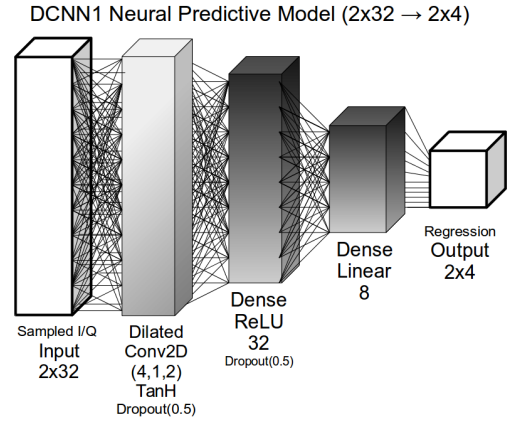 DCNN1 Neural Predictive Model (2x32 → 2x4)
Sampled I/Q
Input
2x32
Dilated
Conv2D
(4,1,2)
TanH
Dropout(0.5)
Dense
ReLU
32
Dropout(0.5)
Dense
Linear
8
Regression
Output
2x4